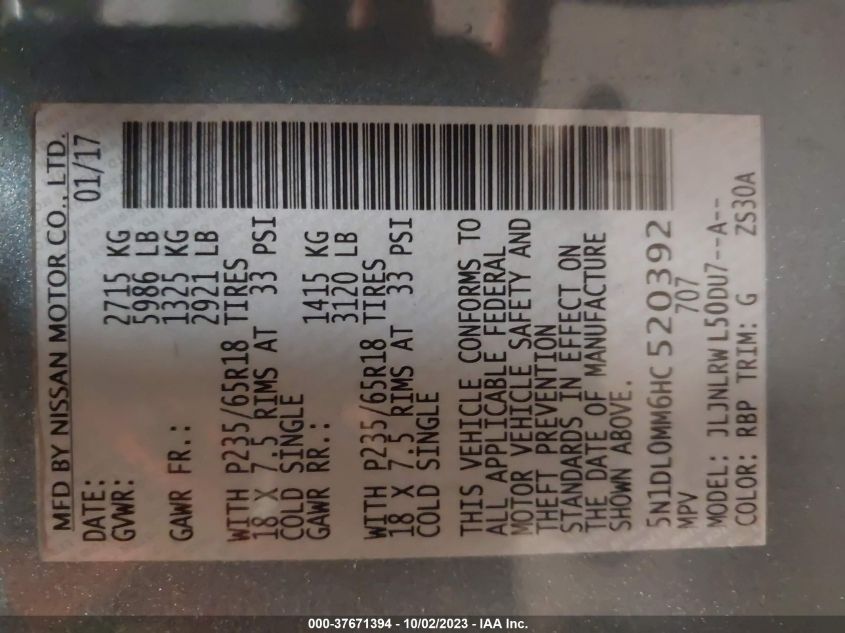 MFD BY NISSAN MOTOR CO., LTD.
DATE: 01/17
GVWR: 2715 KG
5986 LB
GAWR FR.: 1325 KG
2921 LB
WITH P235/65R18 TIRES
18 X 7.5 RIMS AT 33 PSI
COLD SINGLE
GAWR RR.: 1415 KG
3120 LB
WITH P235/65R18 TIRES
18 X 7.5 RIMS AT 33 PSI
COLD SINGLE
THIS VEHICLE CONFORMS TO
ALL APPLICABLE FEDERAL
MOTOR VEHICLE SAFETY AND
THEFT PREVENTION
STANDARDS IN EFFECT ON
THE DATE OF MANUFACTURE
SHOWN ABOVE.
5N1DL0MM6HC520392
MPV 707
MODEL: JLJNLRWL50DU7--A--
COLOR: RBP TRIM: G ZS30A
000-37671394 - 10/02/2023 - IAA Inc.